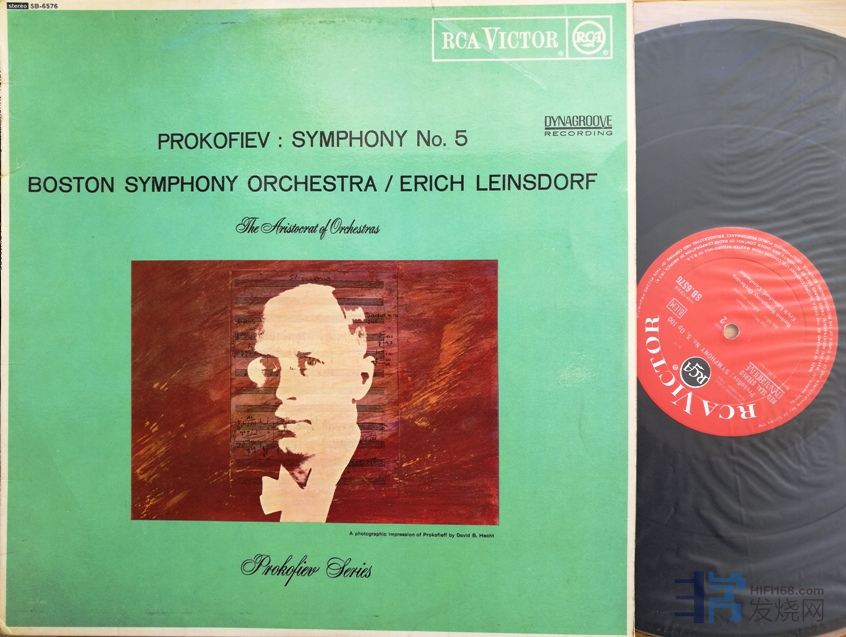 stereo SB-6576
RCA VICTOR
RCA
DYNAGROOVE
RECORDING
PROKOFIEV : SYMPHONY No. 5
BOSTON SYMPHONY ORCHESTRA / ERICH LEINSDORF
The Aristocrat of Orchestras
A photographic impression of Prokofieff by David B. Hecht
Prokofiev Series
SB 6576
2
RCA VICTOR
RCA
HIFI168.com
发烧网